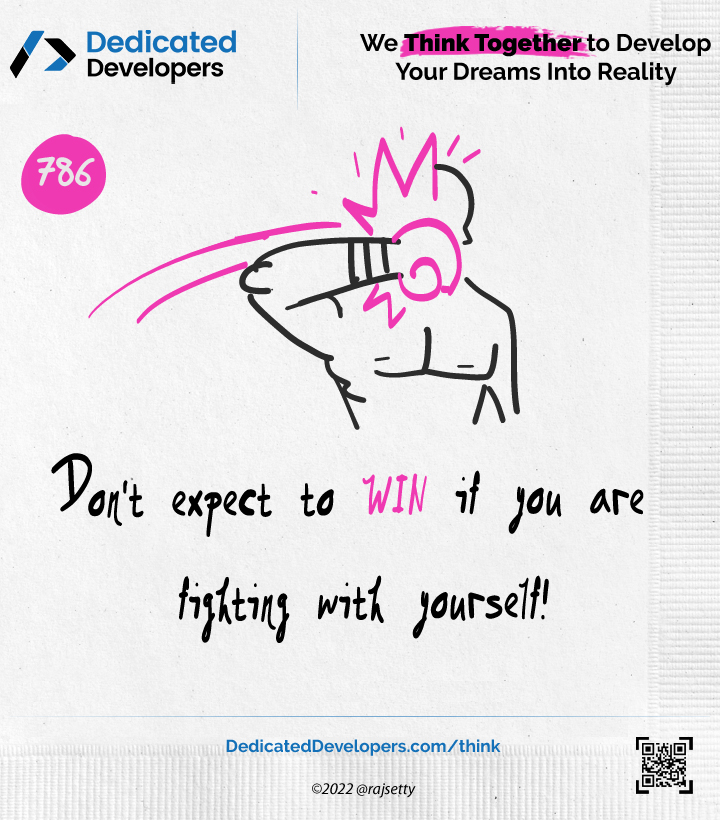 Dedicated
Developers
We Think Together to Develop
Your Dreams Into Reality
786
Don't expect to WIN if you are
fighting with yourself!
DedicatedDevelopers.com/think
©2022 @rajsetty